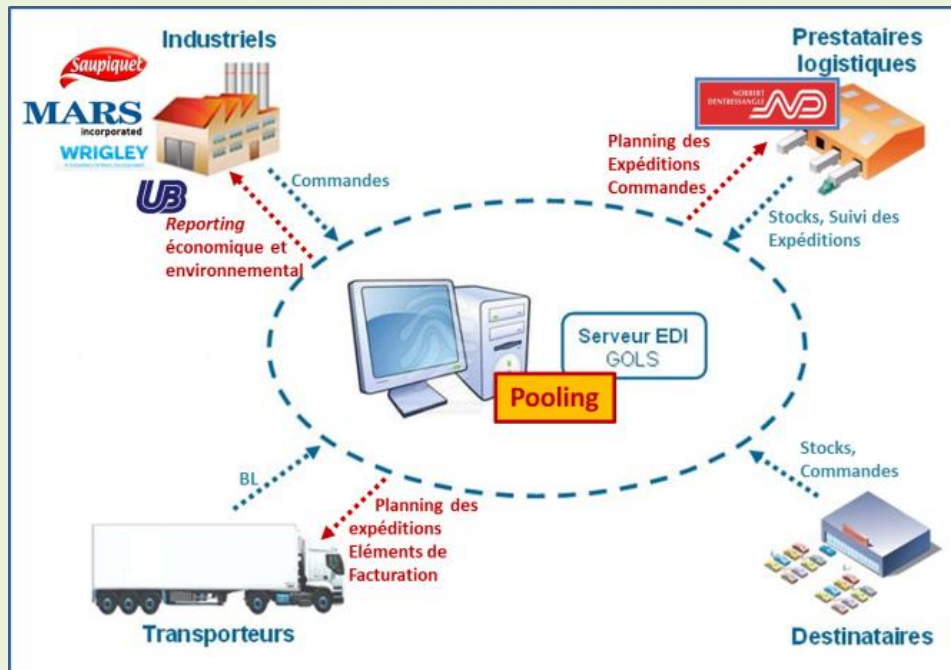 Industriels
Saupiquet
MARS
incorporated
WRIGLEY
UB
Commandes
Reporting
économique et
environnemental
Prestataires
logistiques
NORBERT
DENTRESSANGLE
ND
Planning des
Expéditions
Commandes
Stocks, Suivi des
Expéditions
Serveur EDI
GOLS
Pooling
BL
Planning des
expéditions
Eléments de
Facturation
Transporteurs
Stocks,
Commandes
Destinataires